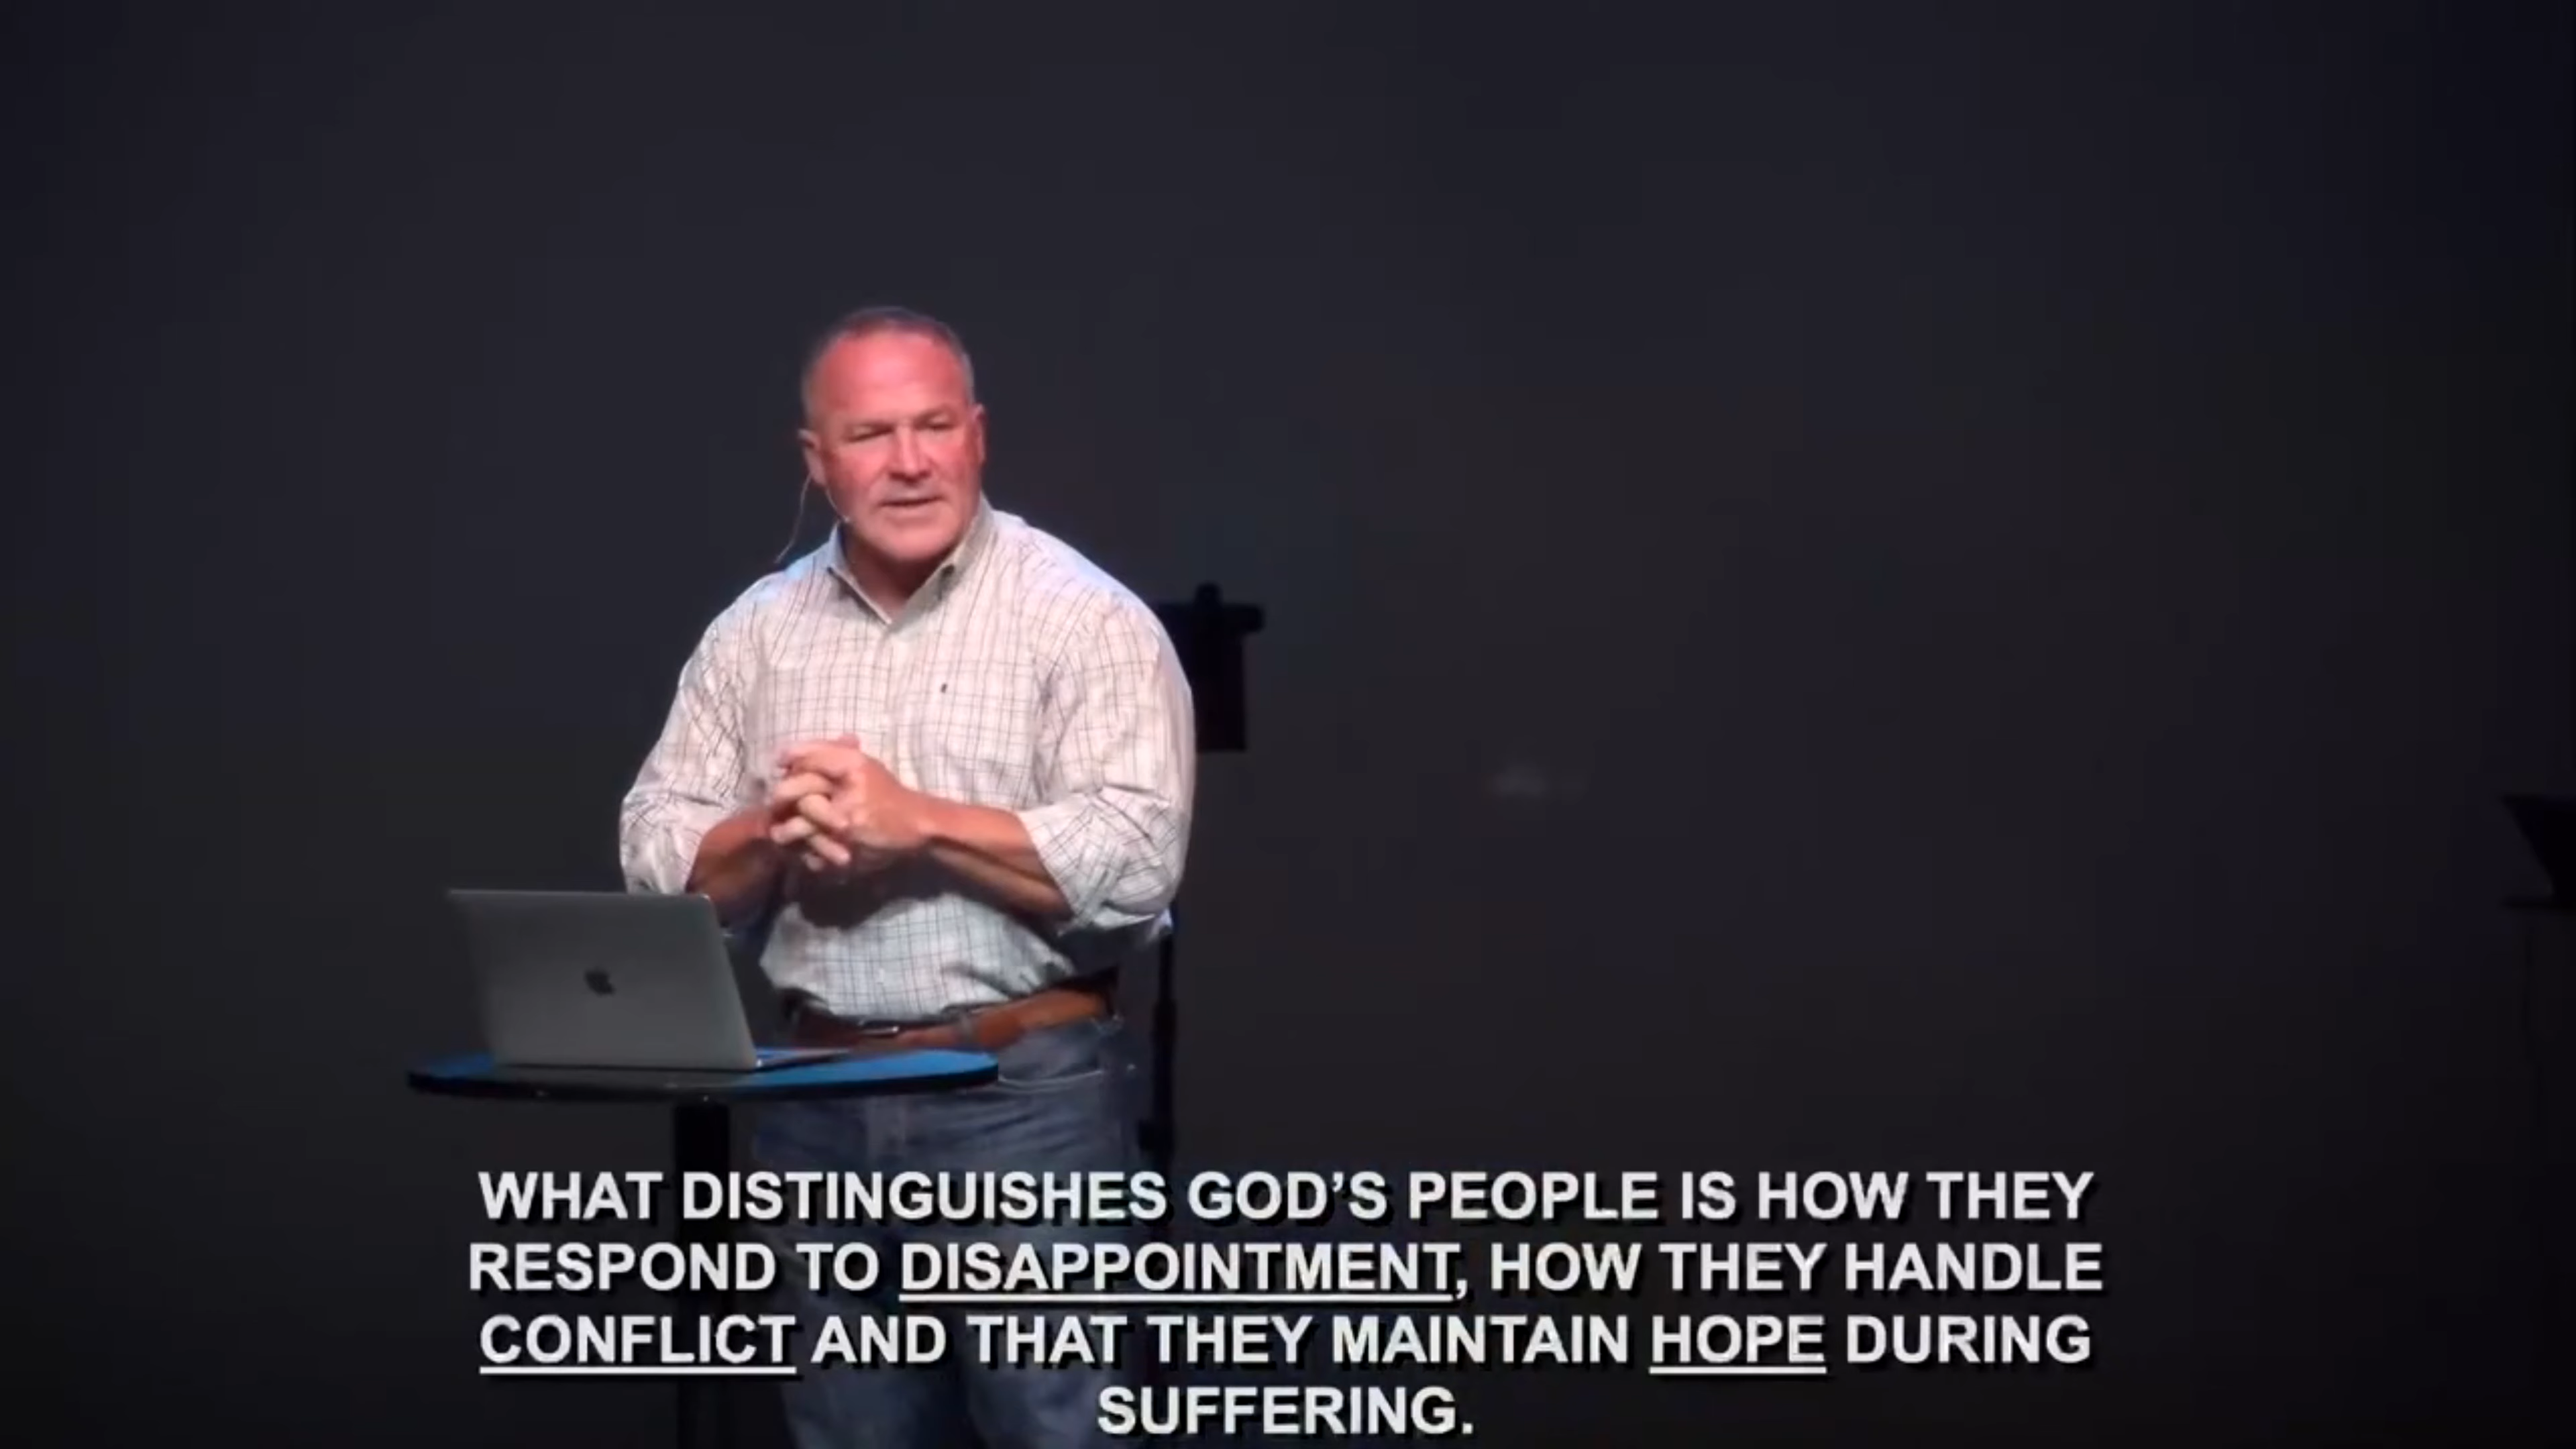 WHAT DISTINGUISHES GOD’S PEOPLE IS HOW THEY
RESPOND TO DISAPPOINTMENT, HOW THEY HANDLE
CONFLICT AND THAT THEY MAINTAIN HOPE DURING
SUFFERING.